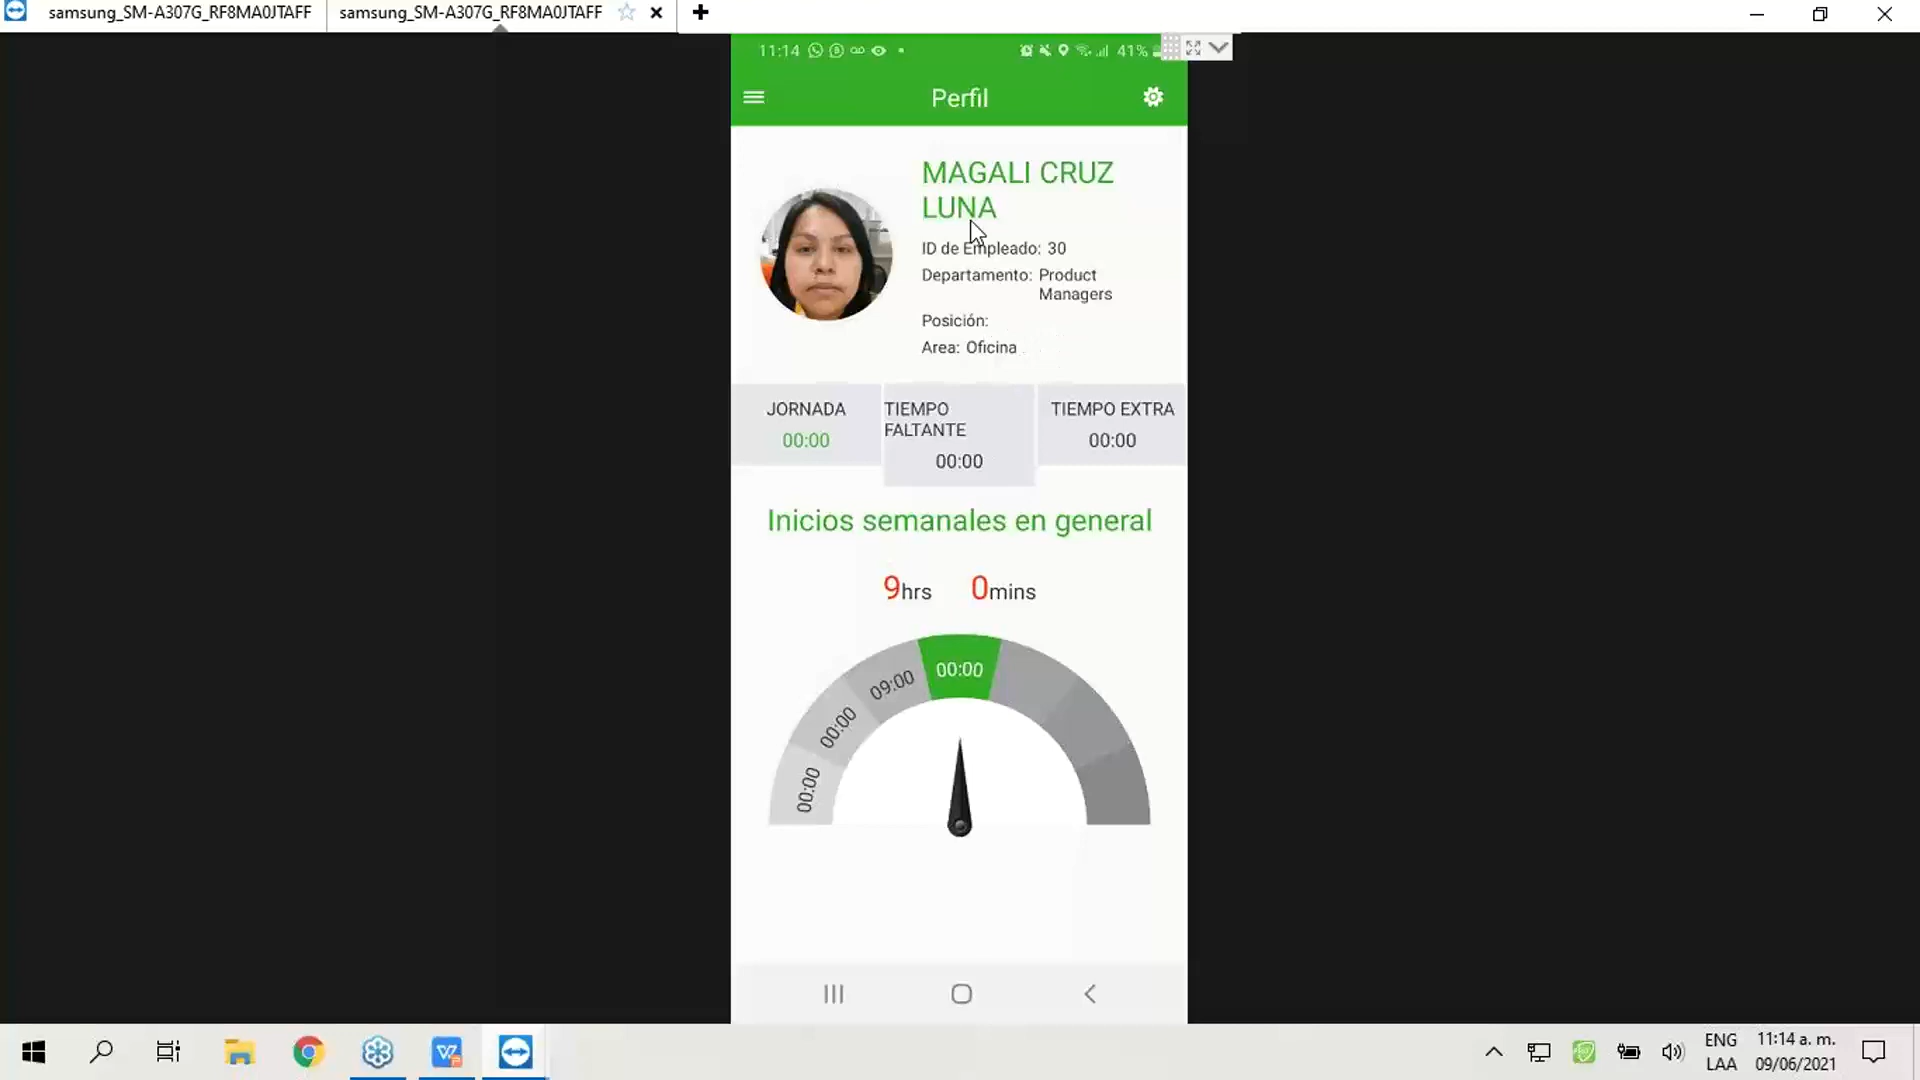 samsung_SM-A307G_RF8MA0JTAFF
samsung_SM-A307G_RF8MA0JTAFF
11:14
41%
Perfil
MAGALI CRUZ
LUNA
ID de Empleado: 30
Departamento: Product
Managers
Posición:
Area: Oficina
JORNADA
00:00
TIEMPO
FALTANTE
00:00
TIEMPO EXTRA
00:00
Inicios semanales en general
9hrs 0mins
00:00
00:00
09:00
00:00
ENG
LAA
11:14 a. m.
09/06/2021